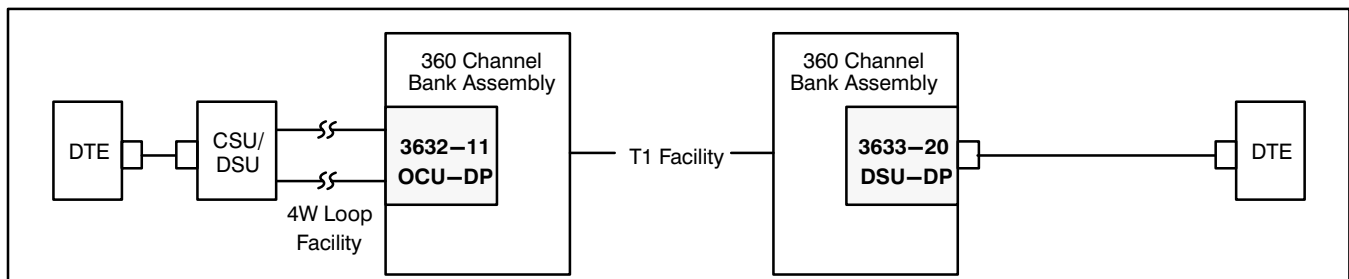 DTE
CSU/
DSU
4W Loop
Facility
360 Channel
Bank Assembly
3632—11
OCU—DP
T1 Facility
360 Channel
Bank Assembly
3633—20
DSU—DP
DTE